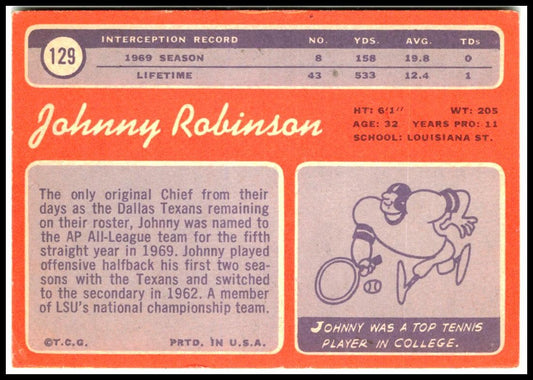 129
INTERCEPTION RECORD NO. YDS. AVG. TDs
1969 SEASON 8 158 19.8 0
LIFETIME 43 533 12.4 1
Johnny Robinson
HT: 6'1" WT: 205
AGE: 32 YEARS PRO: 11
SCHOOL: LOUISIANA ST.
The only original Chief from their
days as the Dallas Texans remaining
on their roster, Johnny was named to
the AP All-League team for the fifth
straight year in 1969. Johnny played
offensive halfback his first two sea-
sons with the Texans and switched
to the secondary in 1962. A member
of LSU's national championship team.
©T.C.G. PRTD. IN U.S.A.
JOHNNY WAS A TOP TENNIS
PLAYER IN COLLEGE.